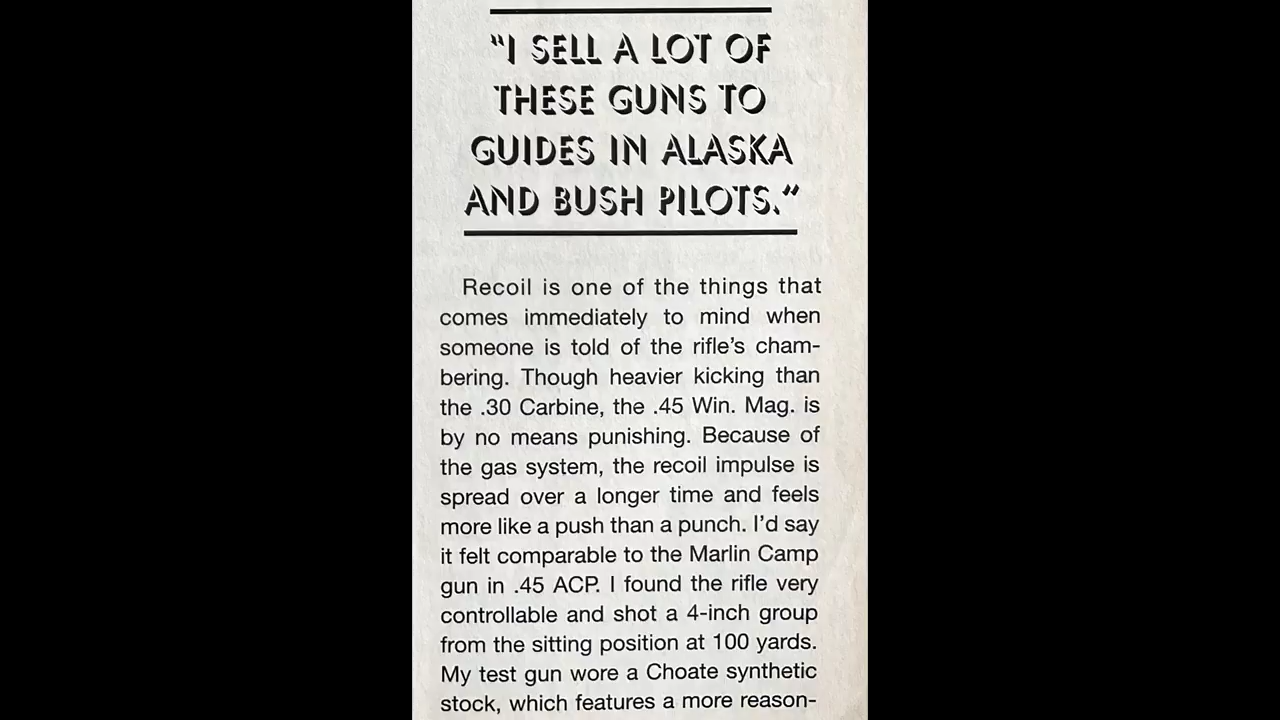 "I SELL A LOT OF
THESE GUNS TO
GUIDES IN ALASKA
AND BUSH PILOTS."
Recoil is one of the things that
comes immediately to mind when
someone is told of the rifle's cham-
bering. Though heavier kicking than
the .30 Carbine, the .45 Win. Mag. is
by no means punishing. Because of
the gas system, the recoil impulse is
spread over a longer time and feels
more like a push than a punch. I'd say
it felt comparable to the Marlin Camp
gun in .45 ACP. I found the rifle very
controllable and shot a 4-inch group
from the sitting position at 100 yards.
My test gun wore a Choate synthetic
stock, which features a more reason-